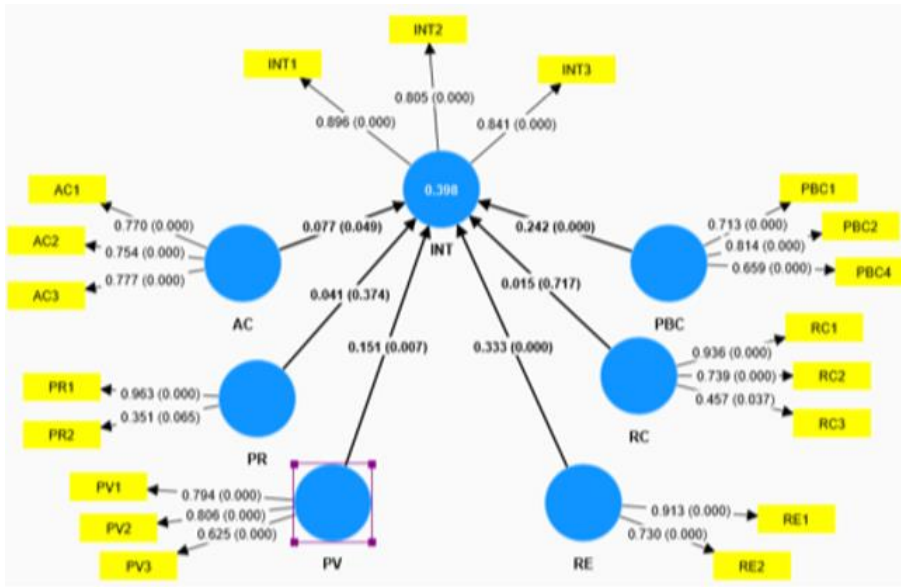 INT2
INT1
INT3
0.805 (0.000)
0.896 (0.000)
0.841 (0.000)
0.398
INT
AC1
AC2
AC3
0.770 (0.000)
0.754 (0.000)
0.777 (0.000)
AC
0.077 (0.049)
0.242 (0.000)
PBC1
PBC2
PBC4
0.713 (0.000)
0.814 (0.000)
0.659 (0.000)
PBC
0.041 (0.374)
0.015 (0.717)
0.151 (0.007)
0.333 (0.000)
PR1
PR2
0.963 (0.000)
0.351 (0.065)
PR
RC1
RC2
RC3
0.936 (0.000)
0.739 (0.000)
0.457 (0.037)
RC
PV1
PV2
PV3
0.794 (0.000)
0.806 (0.000)
0.625 (0.000)
PV
RE
0.913 (0.000)
0.730 (0.000)
RE1
RE2